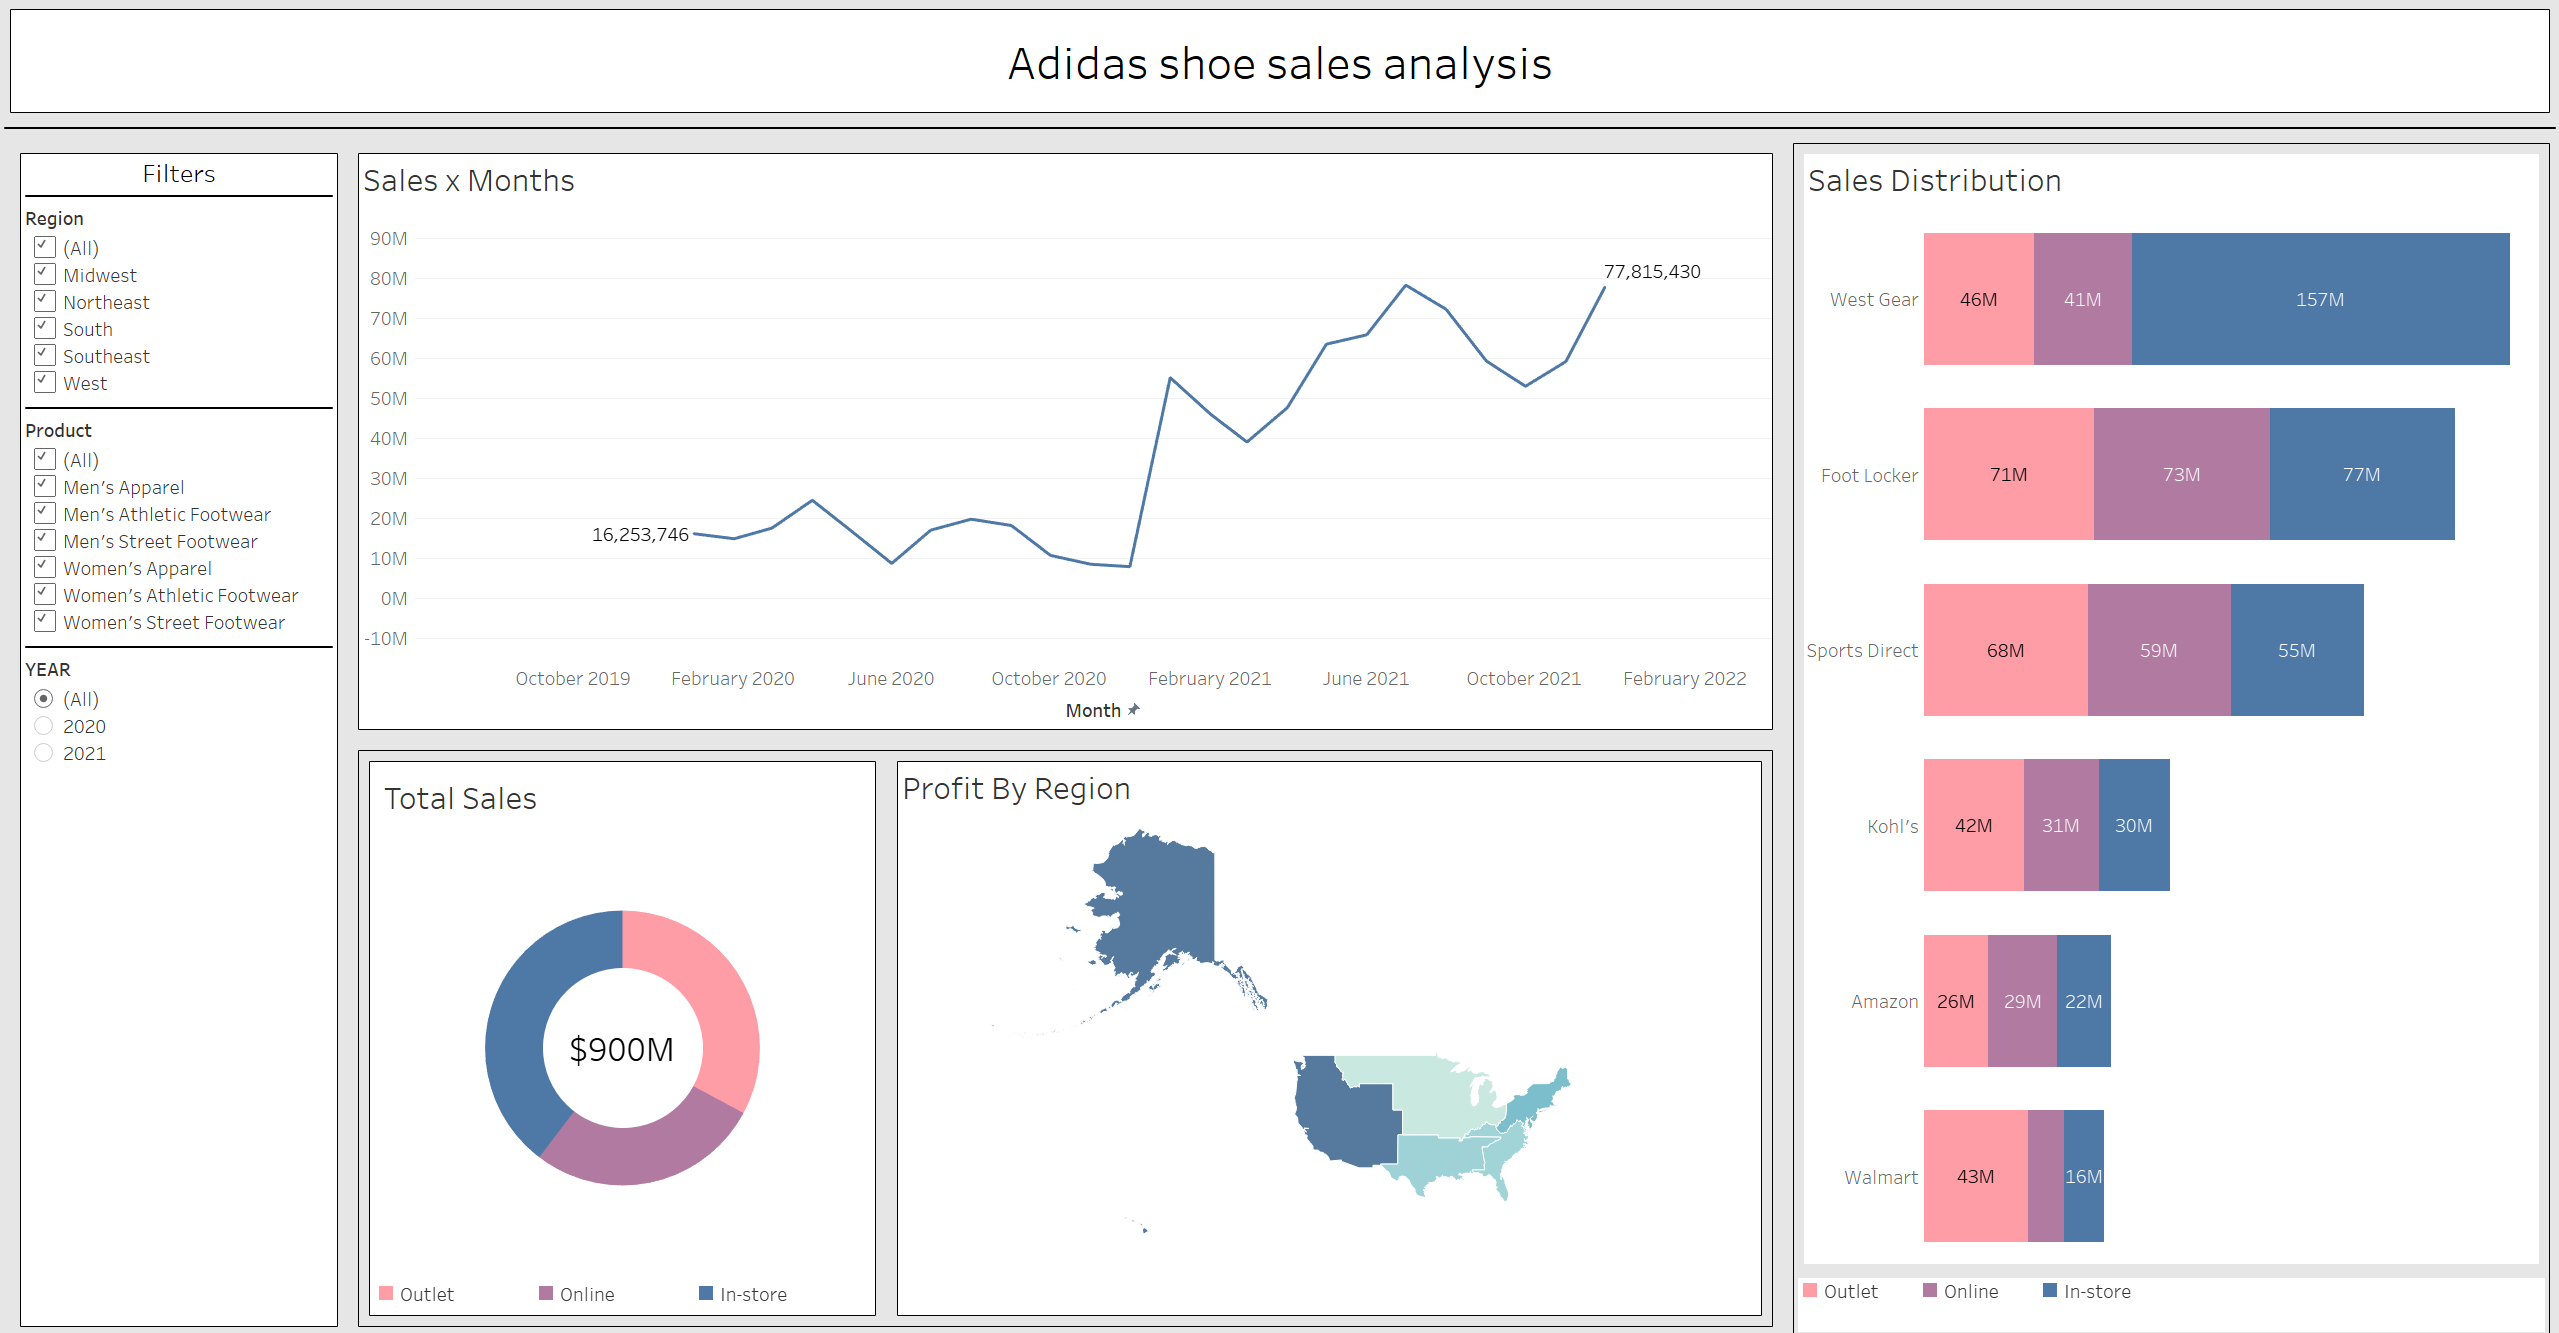 Adidas shoe sales analysis
Filters
Region
(All)
Midwest
Northeast
South
Southeast
West
Product
(All)
Men's Apparel
Men's Athletic Footwear
Men's Street Footwear
Women's Apparel
Women's Athletic Footwear
Women's Street Footwear
YEAR
(All)
2020
2021
Sales x Months
90M
80M
70M
60M
50M
40M
30M
20M
10M
0M
-10M
77,815,430
16,253,746
October 2019 February 2020 June 2020 October 2020 February 2021 June 2021 October 2021 February 2022
Month
Total Sales
$900M
Outlet Online In-store
Profit By Region
Sales Distribution
West Gear 46M 41M 157M
Foot Locker 71M 73M 77M
Sports Direct 68M 59M 55M
Kohl's 42M 31M 30M
Amazon 26M 29M 22M
Walmart 43M 16M
Outlet Online In-store